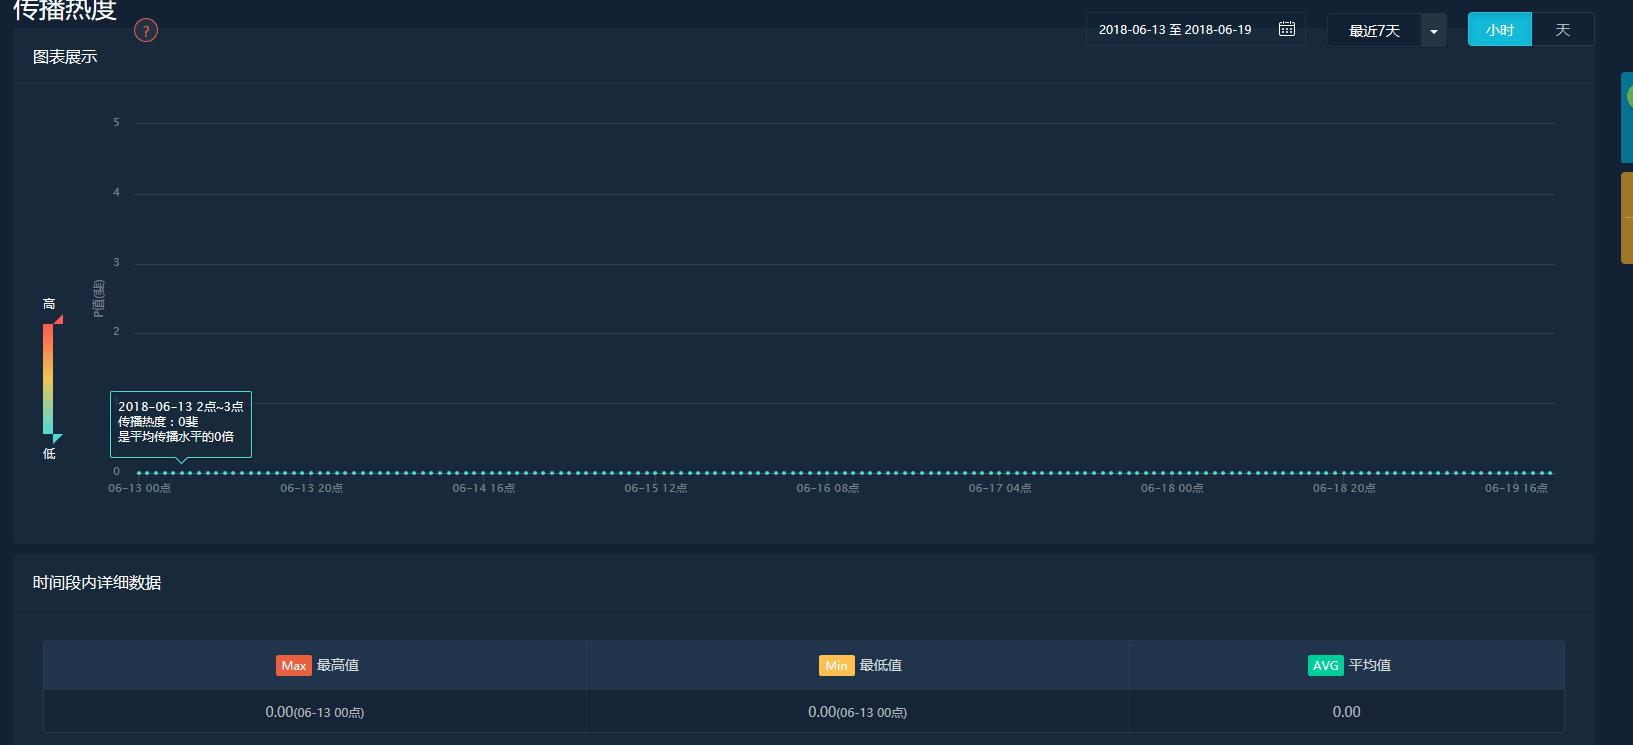 传播热度
?
2018-06-13 至 2018-06-19
最近7天
小时
天
图表展示
5
4
3
2
0
P值(斐)
高
低
2018-06-13 2点~3点
传播热度：0斐
是平均传播水平的0倍
06-13 00点
06-13 20点
06-14 16点
06-15 12点
06-16 08点
06-17 04点
06-18 00点
06-18 20点
06-19 16点
时间段内详细数据
Max 最高值
Min 最低值
AVG 平均值
0.00(06-13 00点)
0.00(06-13 00点)
0.00